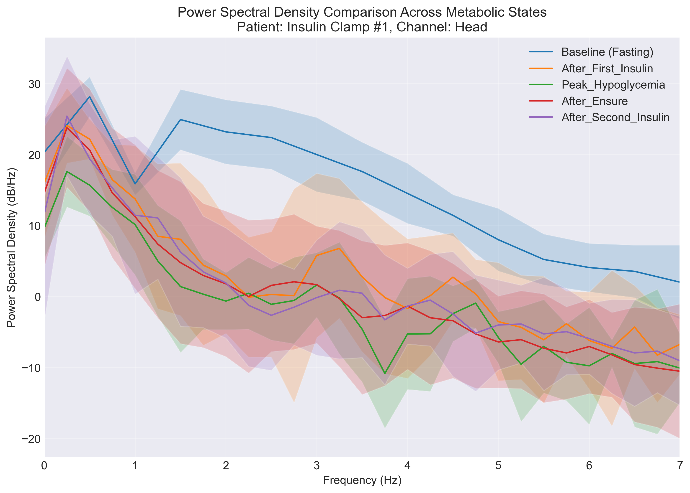 Power Spectral Density Comparison Across Metabolic States
Patient: Insulin Clamp #1, Channel: Head
Baseline (Fasting)
After_First_Insulin
Peak_Hypoglycemia
After_Ensure
After_Second_Insulin
Power Spectral Density (dB/Hz)
30
20
10
0
−10
−20
0 1 2 3 4 5 6 7
Frequency (Hz)